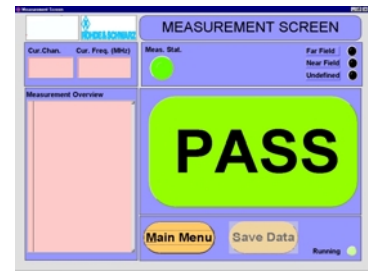 Measurement Screen
ROHDE & SCHWARZ
MEASUREMENT SCREEN
Cur.Chan.
Cur. Freq. (MHz)
Meas. Stat.
Far Field
Near Field
Undefined
Measurement Overview
PASS
Main Menu
Save Data
Running